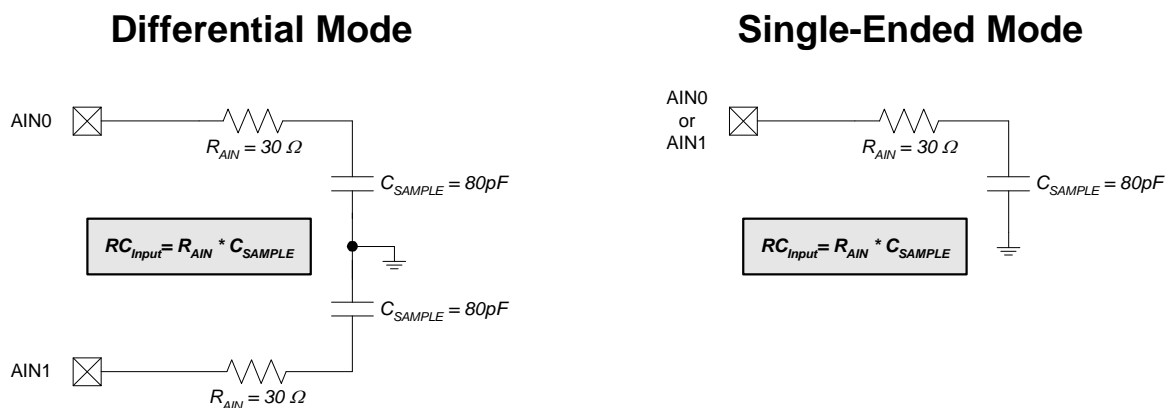 Differential Mode
AIN0
R_AIN = 30 Ω
C_SAMPLE = 80pF
RC_Input= R_AIN * C_SAMPLE
C_SAMPLE = 80pF
AIN1
R_AIN = 30 Ω
Single-Ended Mode
AIN0
or
AIN1
R_AIN = 30 Ω
C_SAMPLE = 80pF
RC_Input= R_AIN * C_SAMPLE